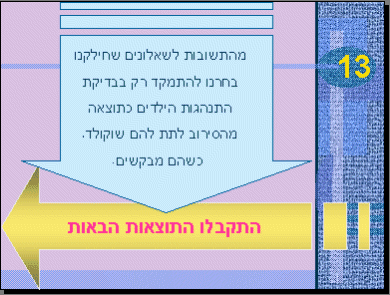 מהתשובות לשאלונים שחילקנו
בחרנו להתמקד רק בבדיקת
התנהגות הילדים כתוצאה
מהסירוב לתת להם שוקולד,
כשהם מבקשים.
13
התקבלו התוצאות הבאות